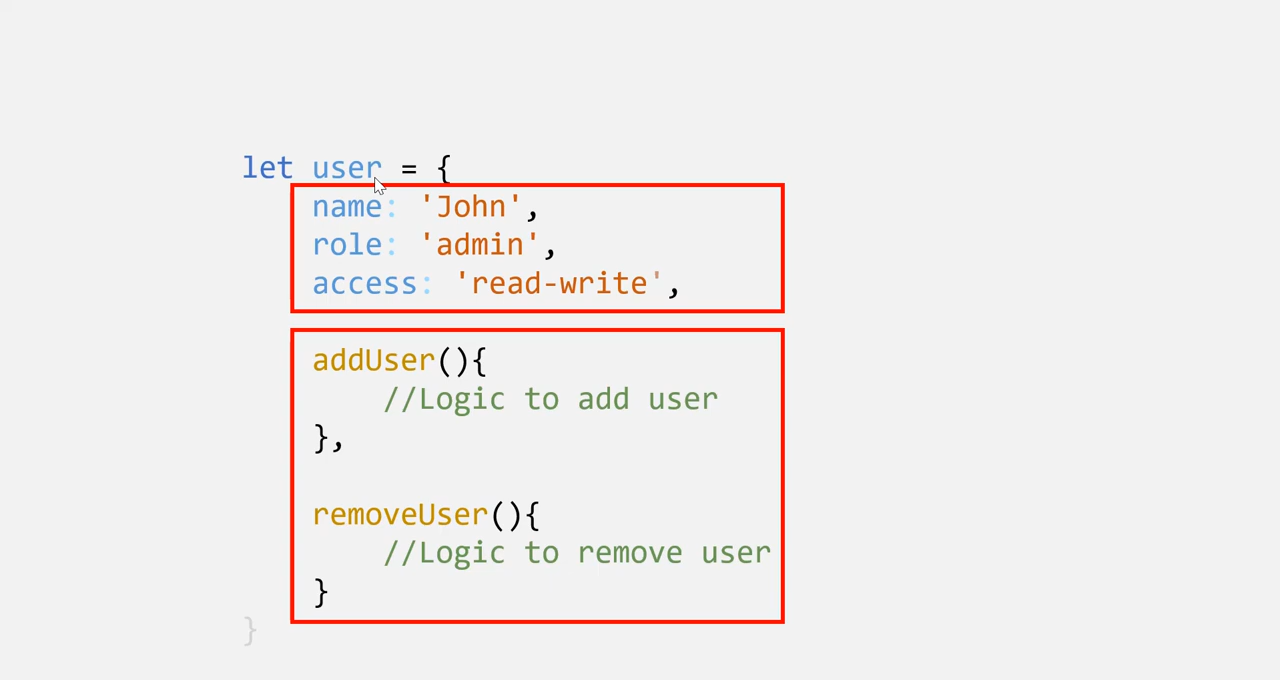 let user = {
name: 'John',
role: 'admin',
access: 'read-write',
addUser(){
//Logic to add user
},
removeUser(){
//Logic to remove user
}
}